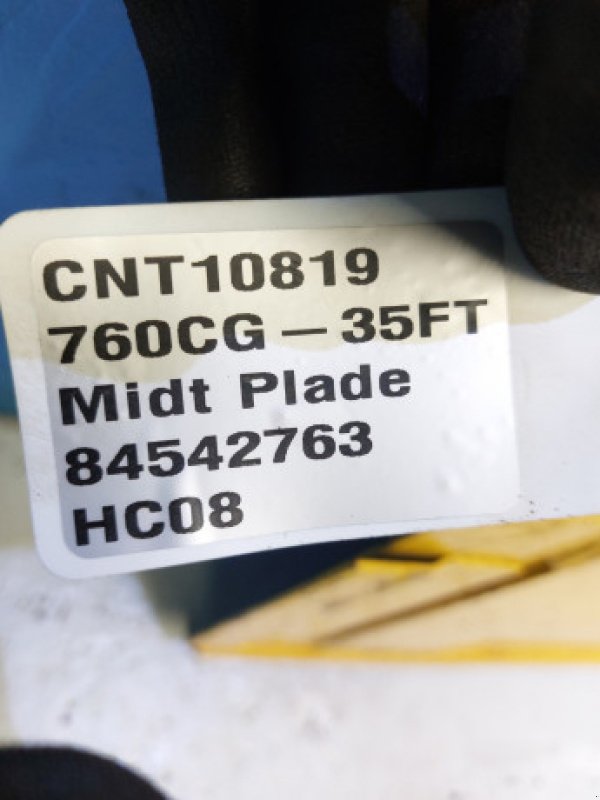 CNT10819
760CG – 35FT
Midt Plade
84542763
HC08